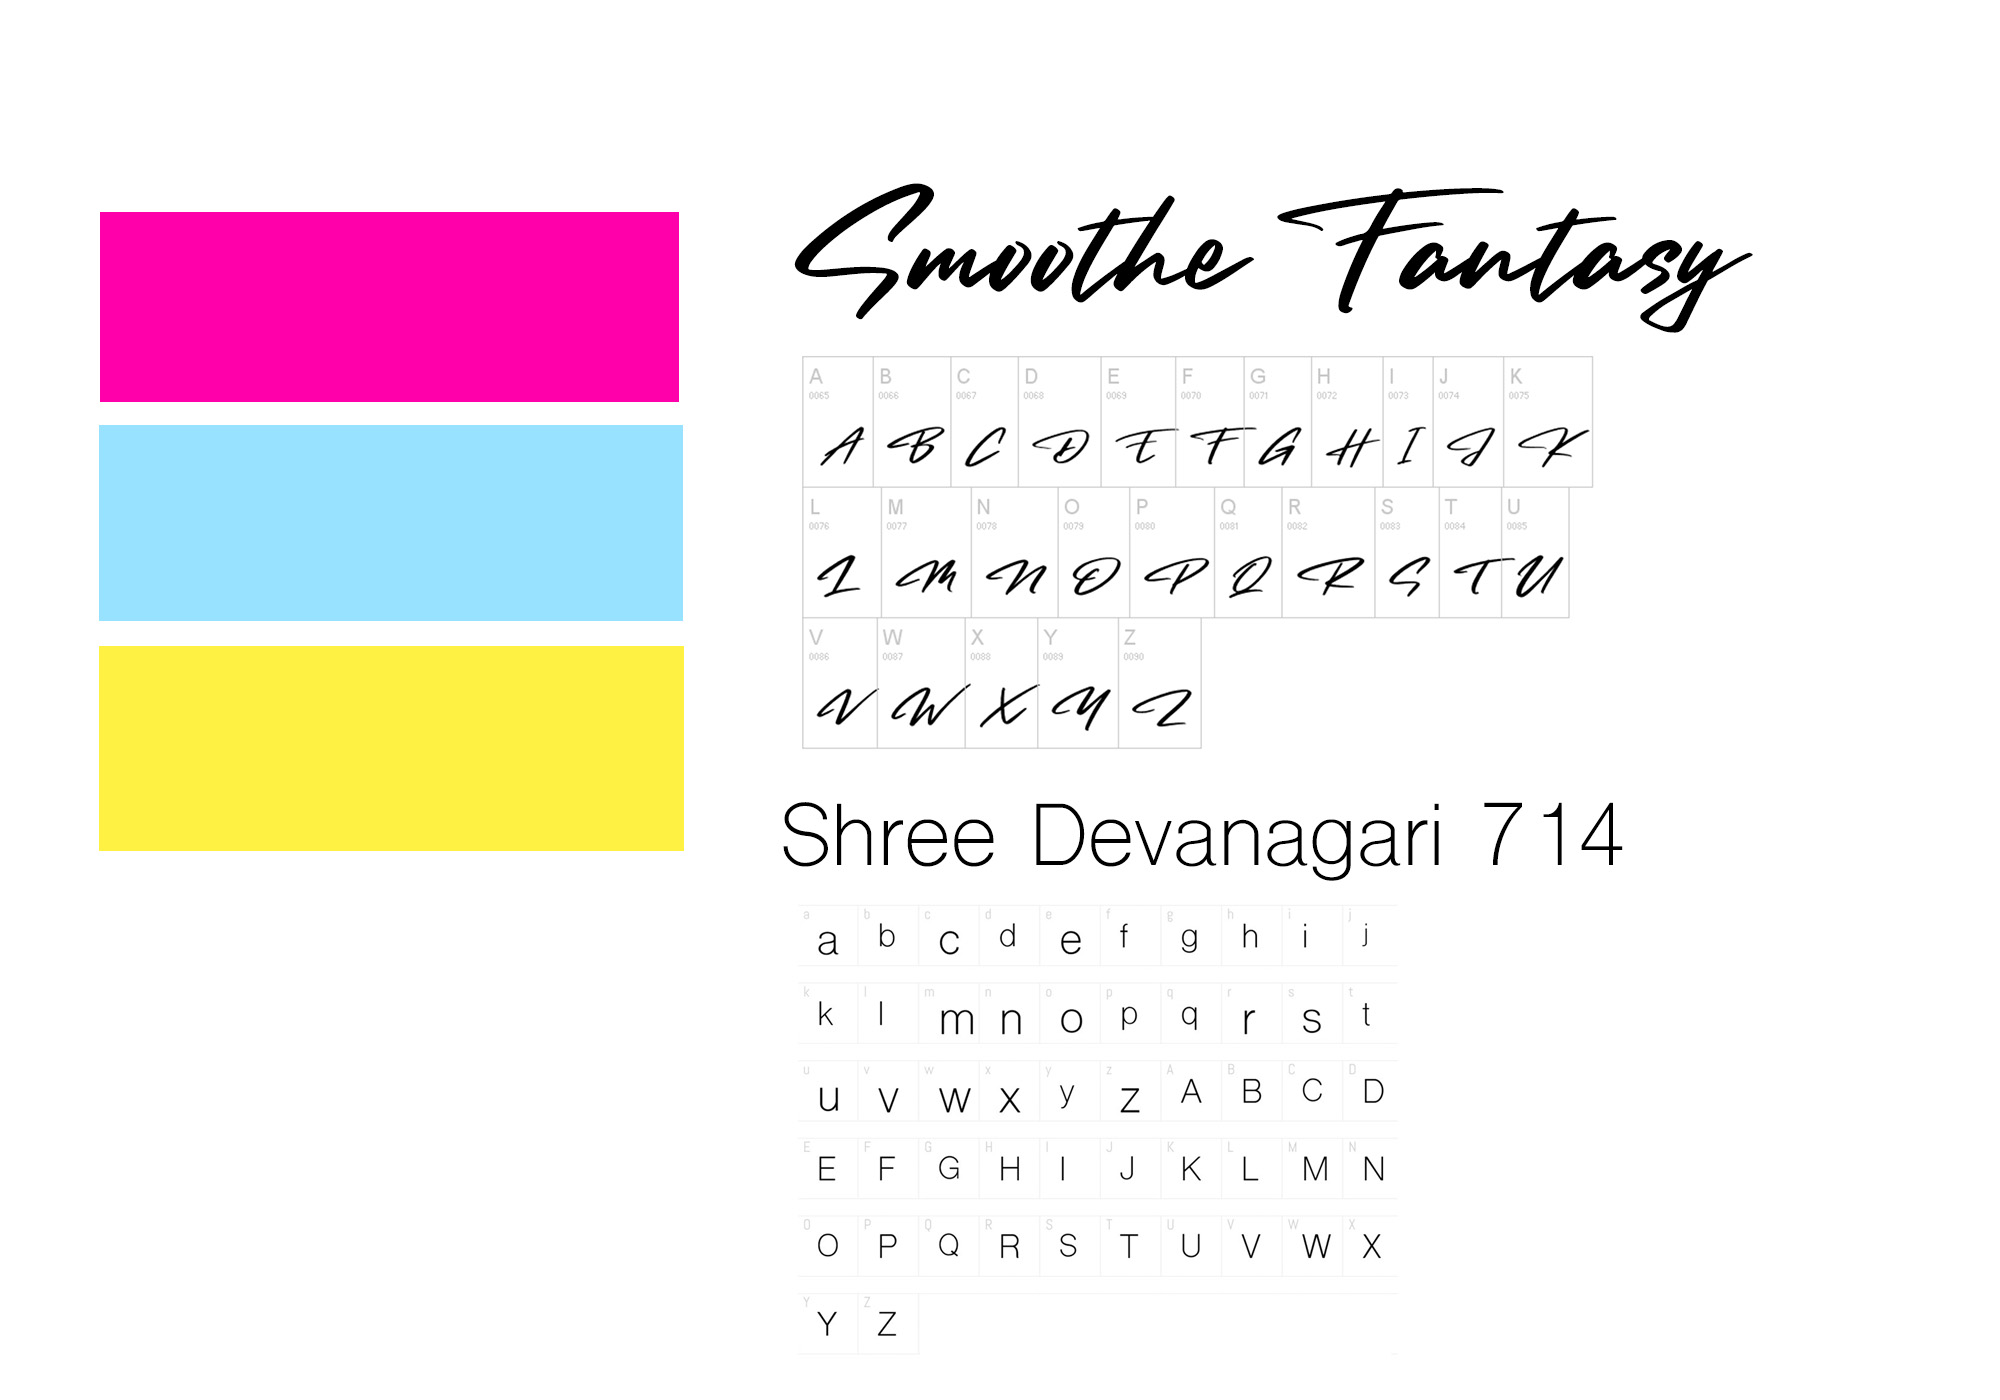 Smoothe Fantasy
A B C D E F G H I J K
0065 0066 0067 0068 0069 0070 0071 0072 0073 0074 0075
A B C D E F G H I J K
L M N O P Q R S T U
0076 0077 0078 0079 0080 0081 0082 0083 0084 0085
L M N O P Q R S T U
V W X Y Z
0086 0087 0088 0089 0090
V W X Y Z
Shree Devanagari 714
a b c d e f g h i j
a b c d e f g h i j
k l m n o p q r s t
k l m n o p q r s t
u v w x y z A B C D
u v w x y z A B C D
E F G H I J K L M N
E F G H I J K L M N
O P Q R S T U V W X
O P Q R S T U V W X
Y Z
Y Z